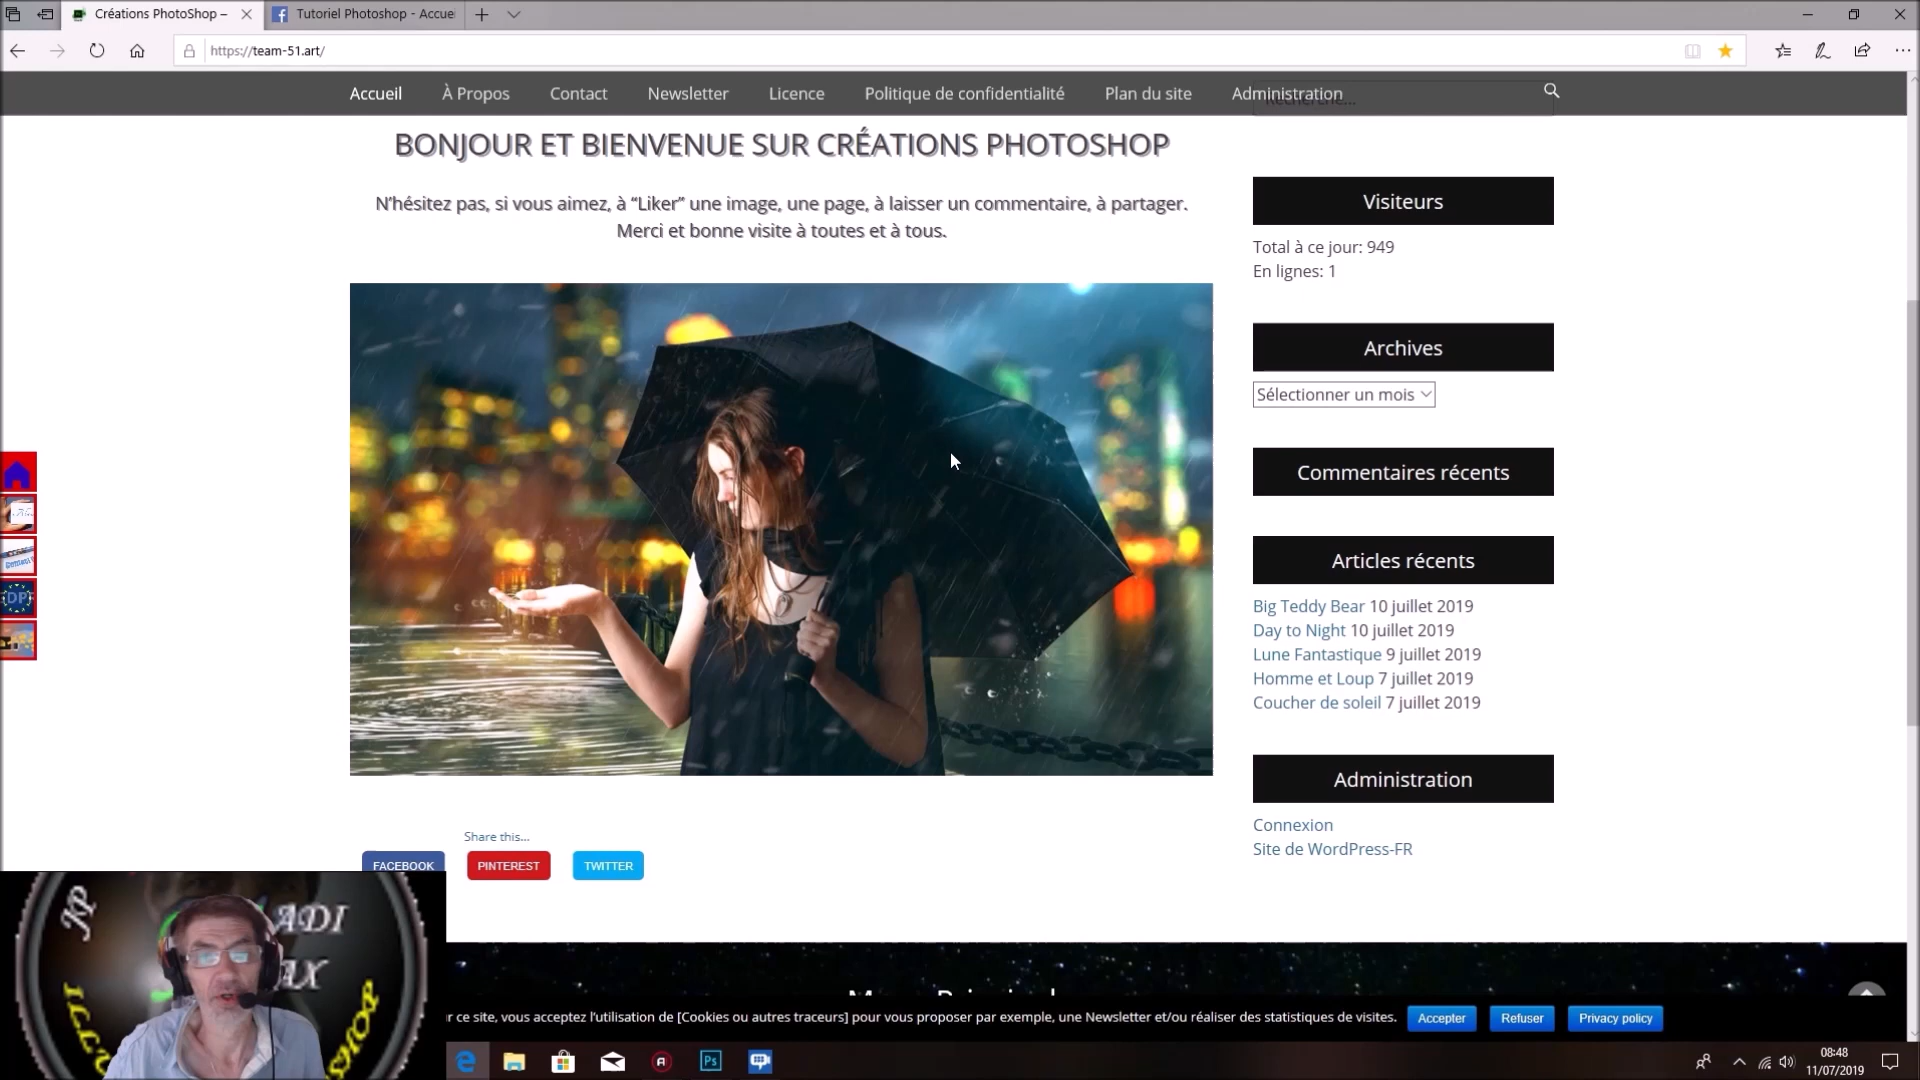 Créations PhotoShop –
Tutoriel Photoshop - Accuei
https://team-51.art/
Accueil
À Propos
Contact
Newsletter
Licence
Politique de confidentialité
Plan du site
Administration
Recherche...
BONJOUR ET BIENVENUE SUR CRÉATIONS PHOTOSHOP
N'hésitez pas, si vous aimez, à “Liker” une image, une page, à laisser un commentaire, à partager.
Merci et bonne visite à toutes et à tous.
Visiteurs
Total à ce jour: 949
En lignes: 1
Archives
Sélectionner un mois
Commentaires récents
Articles récents
Big Teddy Bear 10 juillet 2019
Day to Night 10 juillet 2019
Lune Fantastique 9 juillet 2019
Homme et Loup 7 juillet 2019
Coucher de soleil 7 juillet 2019
Administration
Connexion
Site de WordPress-FR
Share this...
FACEBOOK
PINTEREST
TWITTER
JP
ADI
AX
ce site, vous acceptez l'utilisation de [Cookies ou autres traceurs] pour vous proposer par exemple, une Newsletter et/ou réaliser des statistiques de visites.
Accepter
Refuser
Privacy policy
Ps
08:48
11/07/2019